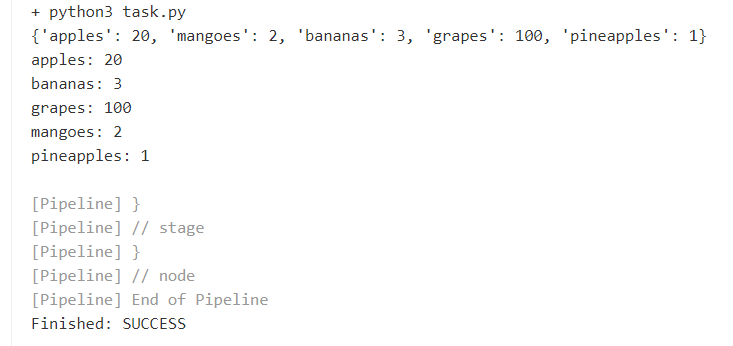 + python3 task.py
{'apples': 20, 'mangoes': 2, 'bananas': 3, 'grapes': 100, 'pineapples': 1}
apples: 20
bananas: 3
grapes: 100
mangoes: 2
pineapples: 1
[Pipeline] }
[Pipeline] // stage
[Pipeline] }
[Pipeline] // node
[Pipeline] End of Pipeline
Finished: SUCCESS